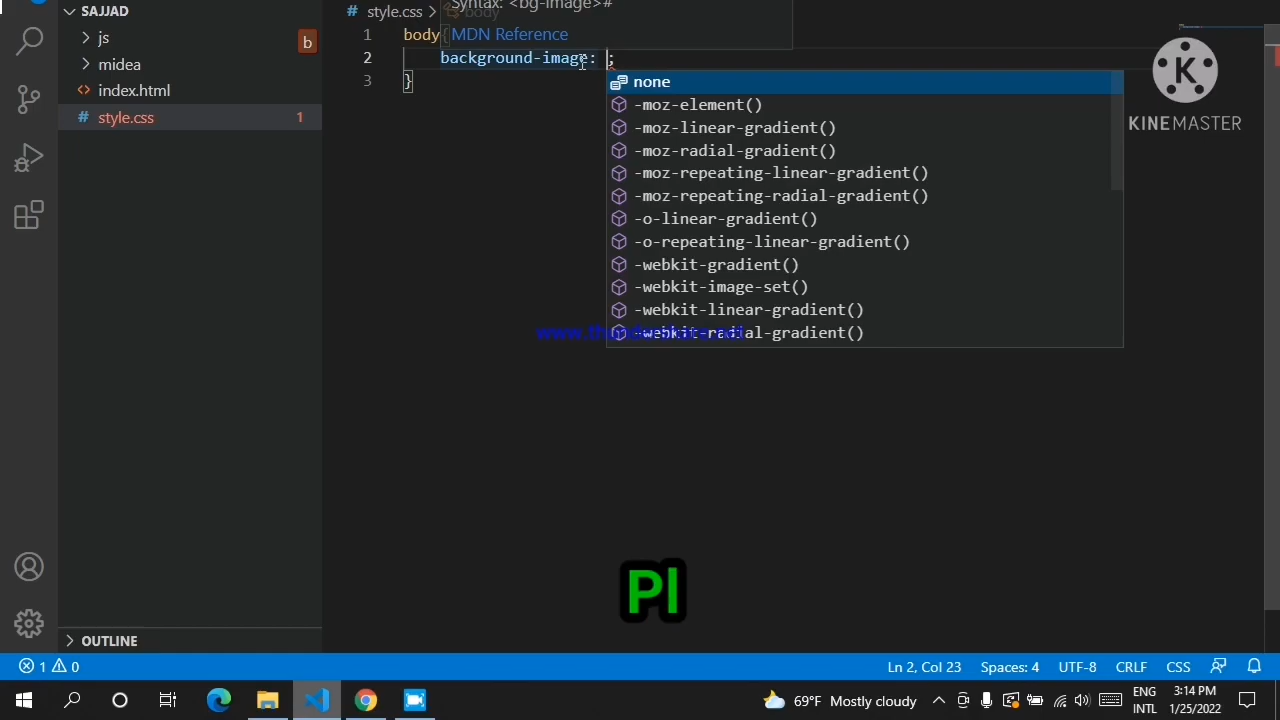 Syntax: <bg-image>#
SAJJAD
style.css
body
js
b
1
body{
MDN Reference
midea
2
background-image: ;
index.html
3
}
none
style.css
1
-moz-element()
-moz-linear-gradient()
-moz-radial-gradient()
-moz-repeating-linear-gradient()
-moz-repeating-radial-gradient()
-o-linear-gradient()
-o-repeating-linear-gradient()
-webkit-gradient()
-webkit-image-set()
-webkit-linear-gradient()
-webkit-radial-gradient()
K
KINEMASTER
Pl
OUTLINE
1 0
Ln 2, Col 23
Spaces: 4
UTF-8
CRLF
CSS
69°F Mostly cloudy
ENG
INTL
3:14 PM
1/25/2022